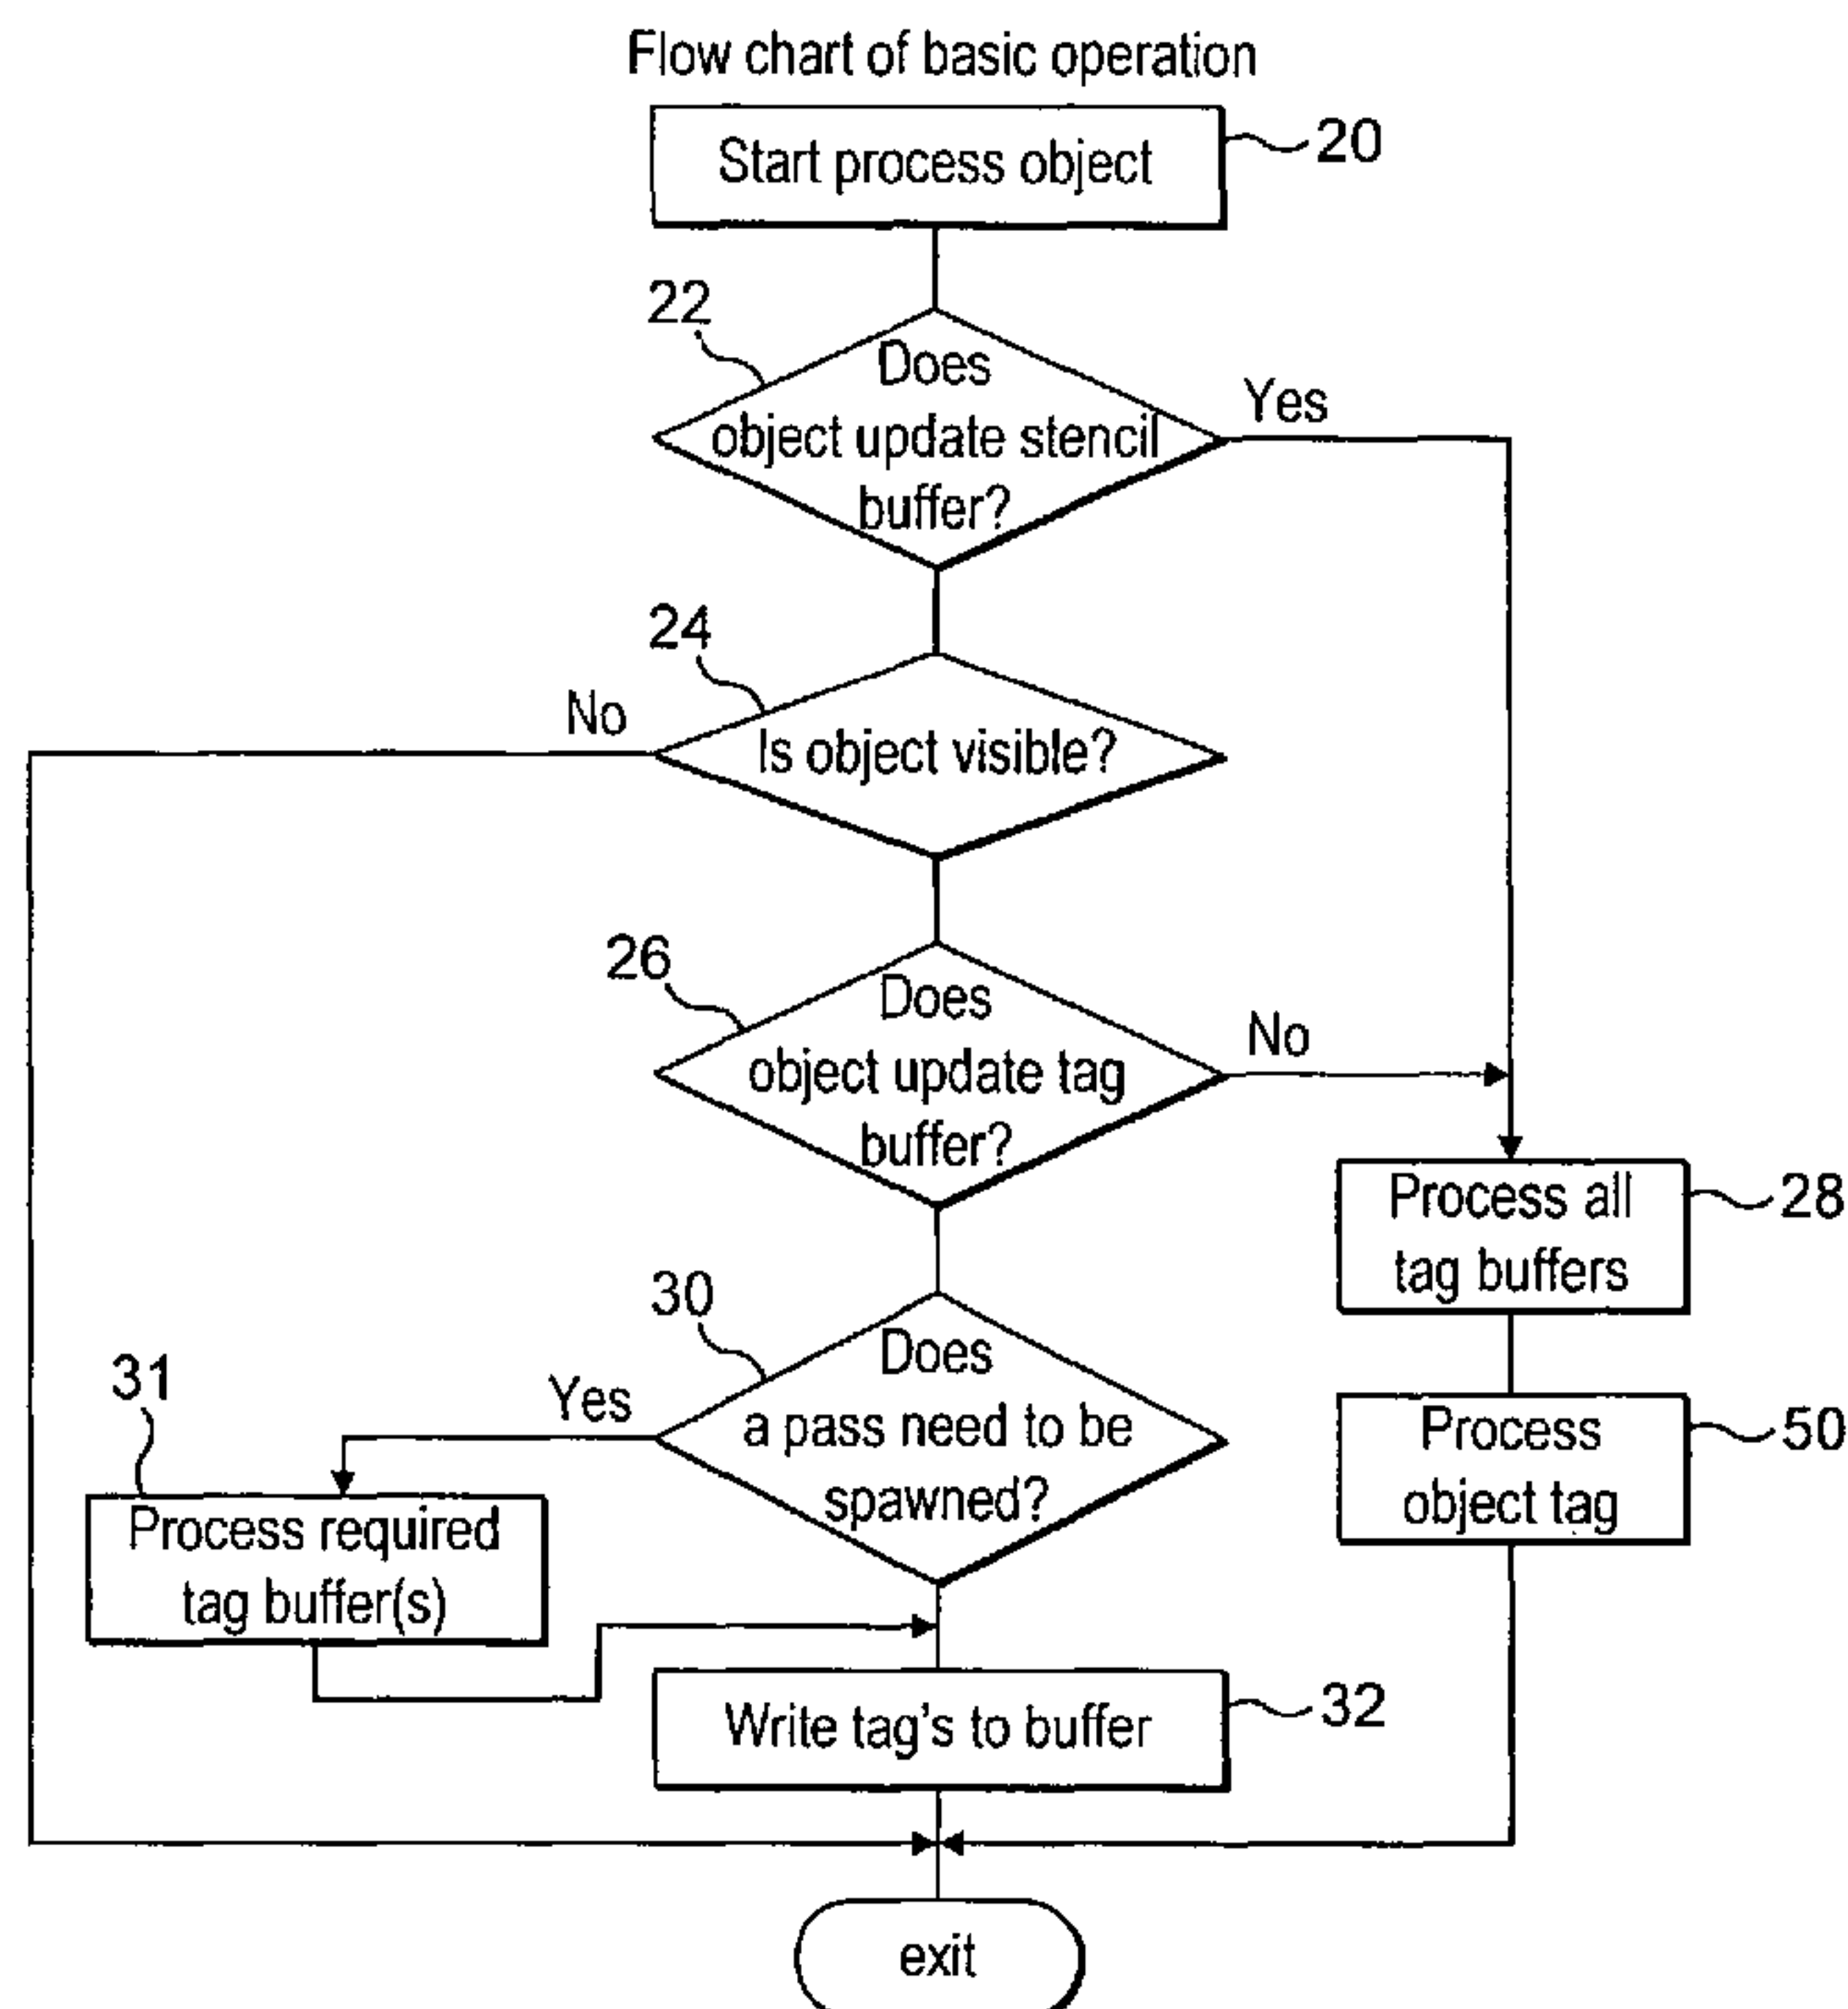 Flow chart of basic operation
Start process object
20
22
Does
object update stencil
buffer?
Yes
24
No
Is object visible?
26
Does
object update tag
buffer?
No
Process all
tag buffers
28
30
Does
a pass need to be
spawned?
Yes
31
Process required
tag buffer(s)
Process
object tag
50
Write tag's to buffer
32
exit